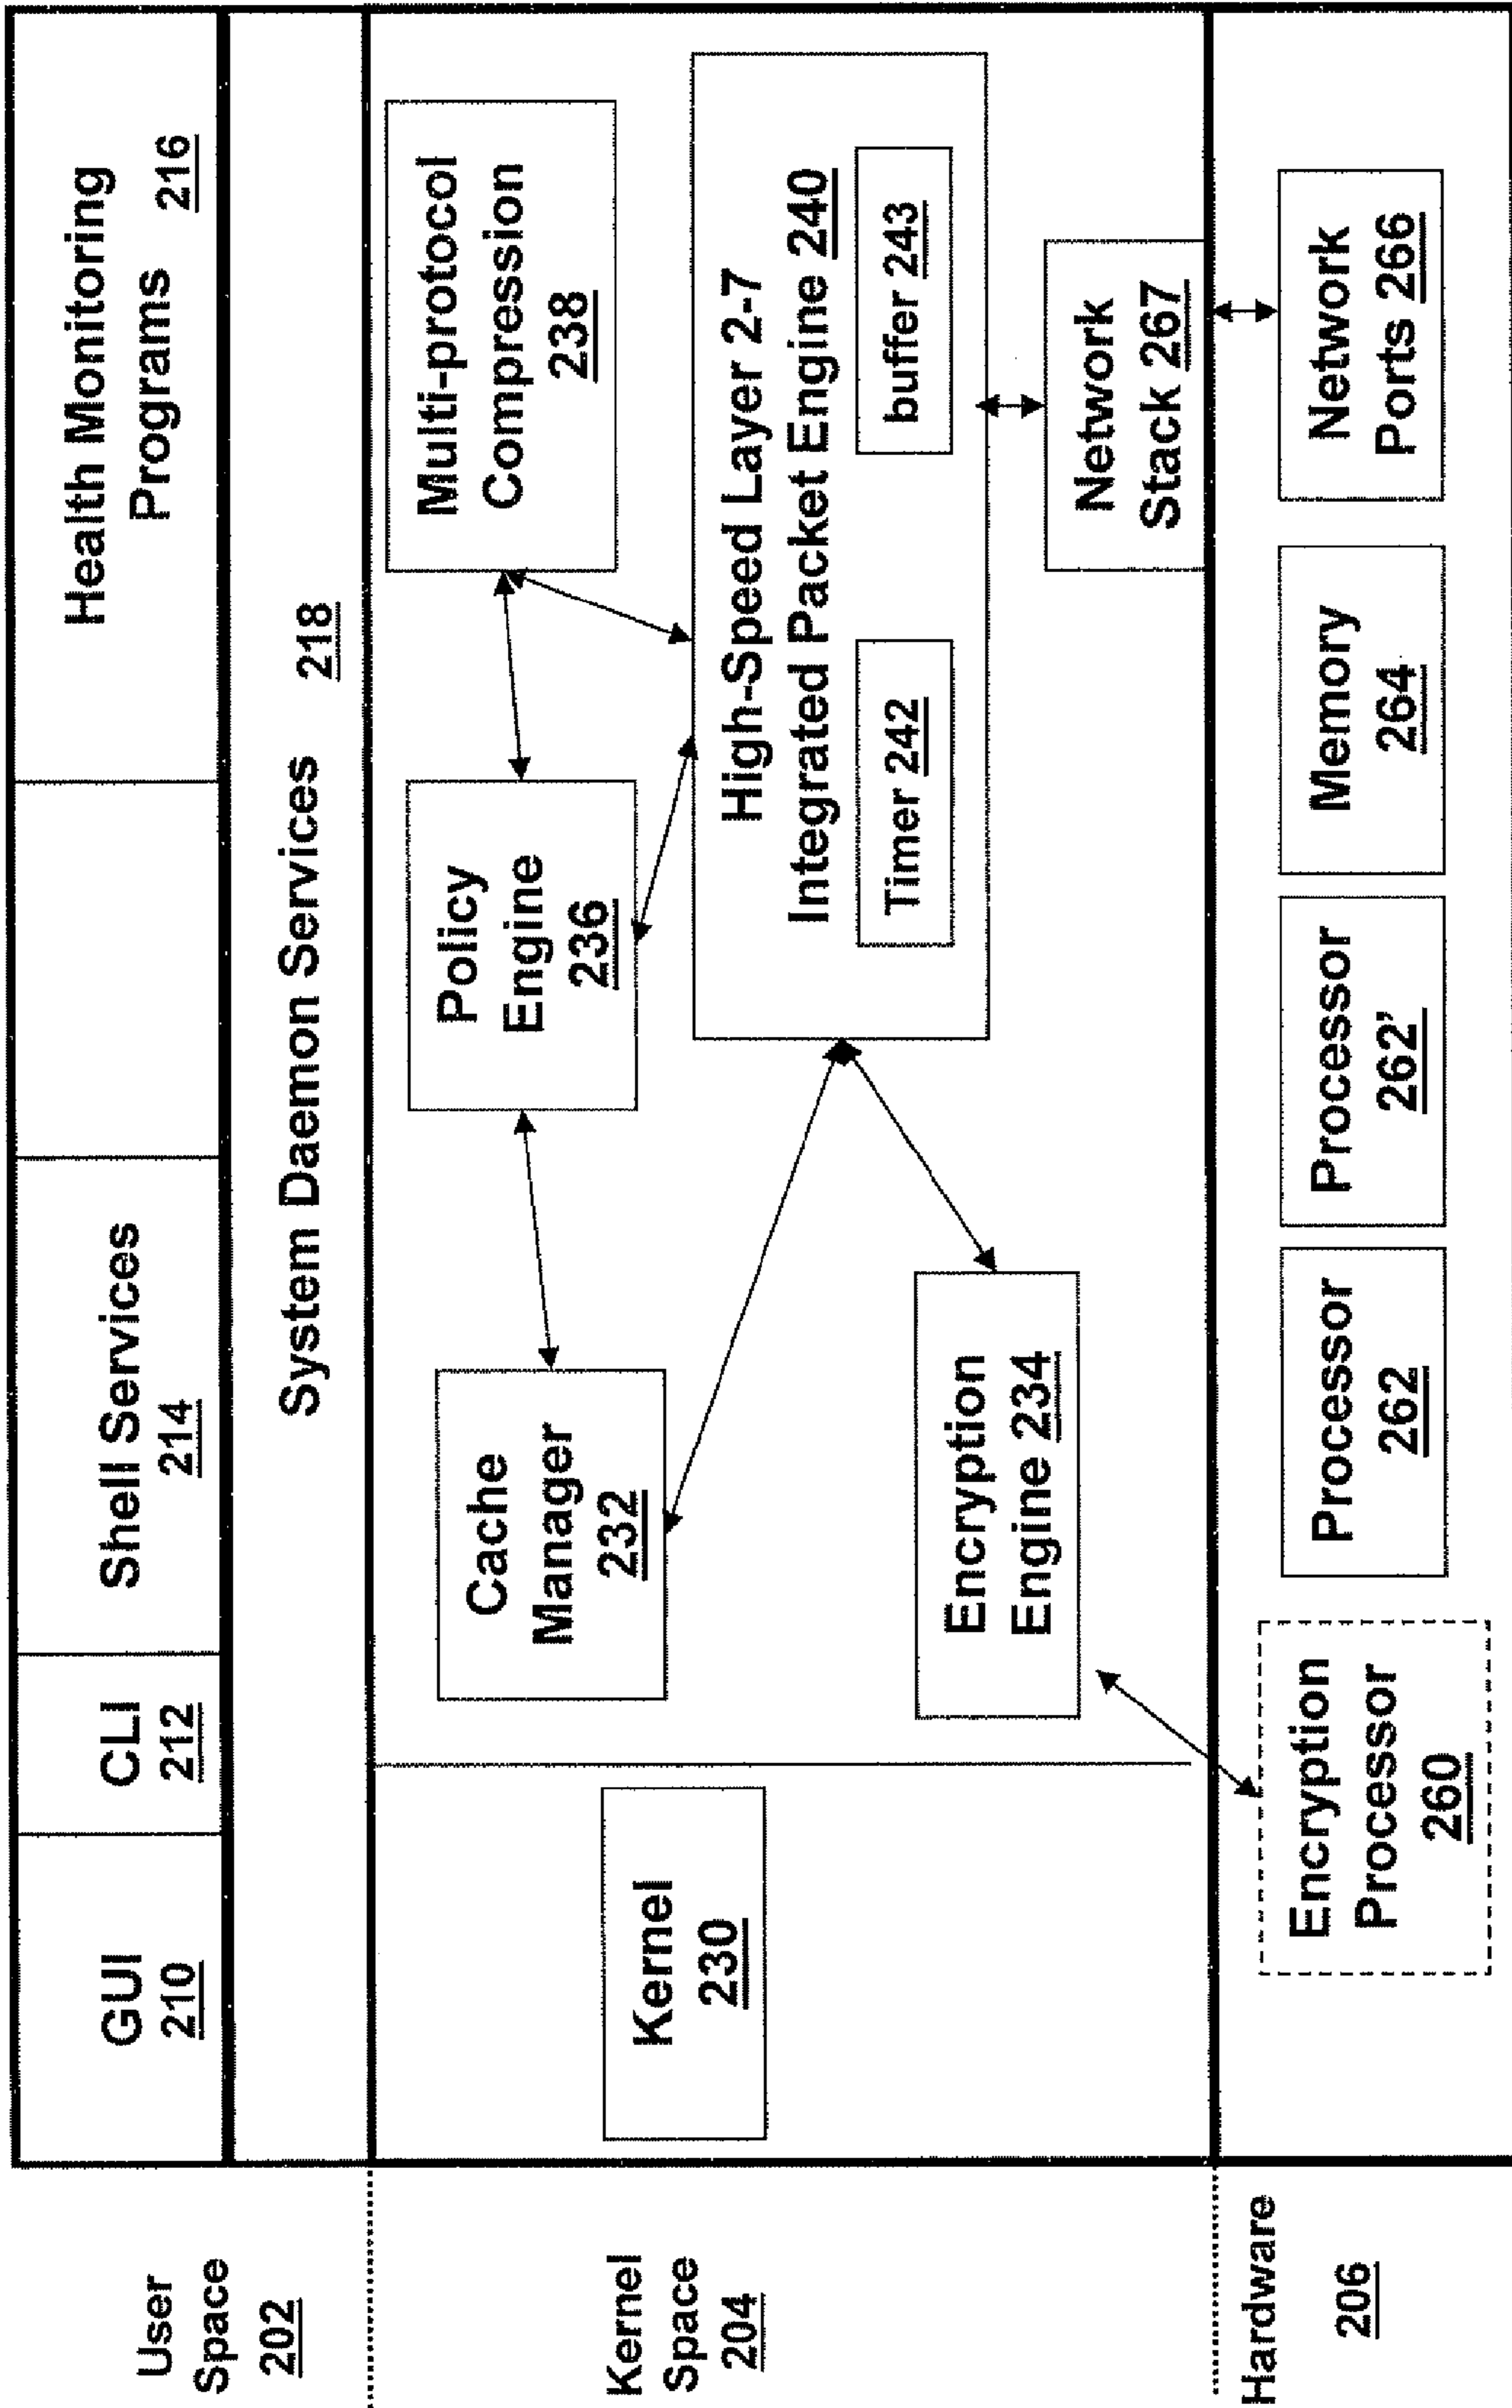 User
Space
202
GUI
210
CLI
212
Shell Services
214
Health Monitoring
Programs 216
System Daemon Services 218
Kernel
Space
204
Kernel
230
Cache
Manager
232
Policy
Engine
236
Multi-protocol
Compression
238
High-Speed Layer 2-7
Integrated Packet Engine 240
Timer 242
buffer 243
Encryption
Engine 234
Network
Stack 267
Hardware
206
Encryption
Processor
260
Processor
262
Processor
262'
Memory
264
Network
Ports 266